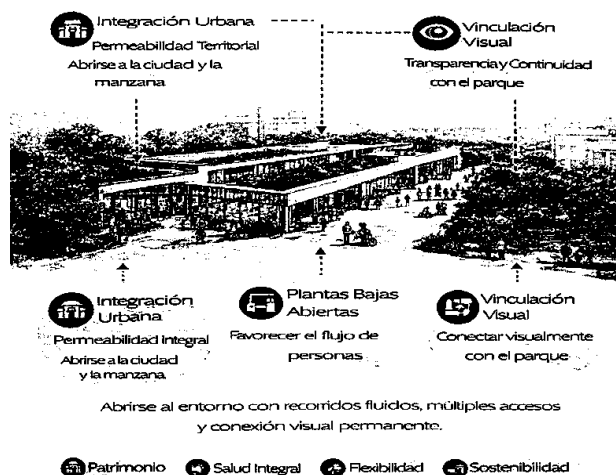 Integración Urbana
Permeabilidad Territorial
Abrirse a la ciudad y la
manzana
Vinculación
Visual
Transparencia y Continuidad
con el parque
Integración
Urbana
Permeabilidad integral
Abrirse a la ciudad
y la manzana.
Plantas Bajas
Abiertas
Favorecer el flujo de
personas
Vinculación
Visual
Conectar visualmente
con el parque
Abrirse al entorno con recorridos fluidos, múltiples accesos
y conexión visual permanente.
Patrimonio Salud Integral Flexibilidad Sostenibilidad